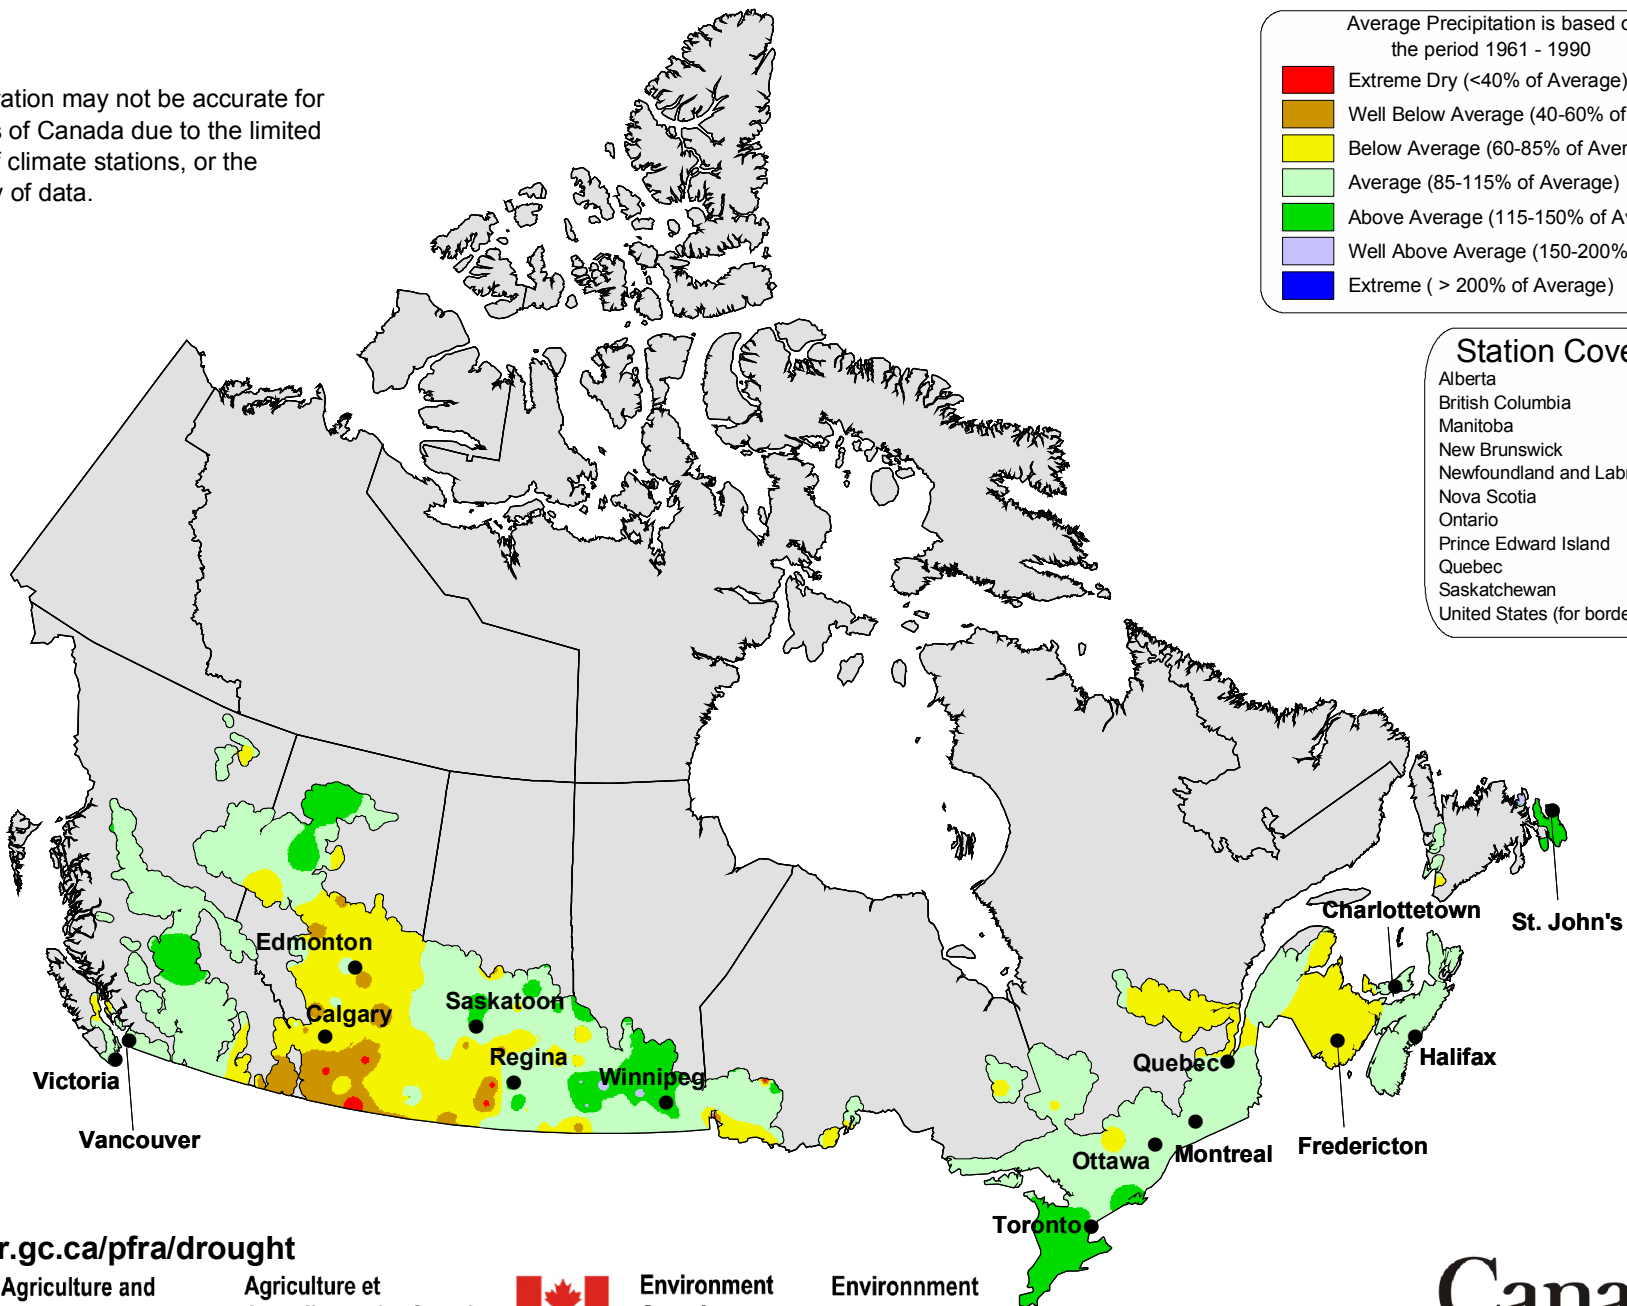 ration may not be accurate for
s of Canada due to the limited
f climate stations, or the
y of data.
Average Precipitation is based o
the period 1961 - 1990
Extreme Dry (<40% of Average)
Well Below Average (40-60% of
Below Average (60-85% of Aver
Average (85-115% of Average)
Above Average (115-150% of Av
Well Above Average (150-200%
Extreme ( > 200% of Average)
Station Cove
Alberta
British Columbia
Manitoba
New Brunswick
Newfoundland and Labr
Nova Scotia
Ontario
Prince Edward Island
Quebec
Saskatchewan
United States (for borde
Charlottetown
St. John's
Edmonton
Saskatoon
Calgary
Regina
Winnipeg
Quebec
Halifax
Victoria
Vancouver
Ottawa
Montreal
Fredericton
Toronto
r.gc.ca/pfra/drought
Agriculture and
Agriculture et
Environment
Environnment
Cana